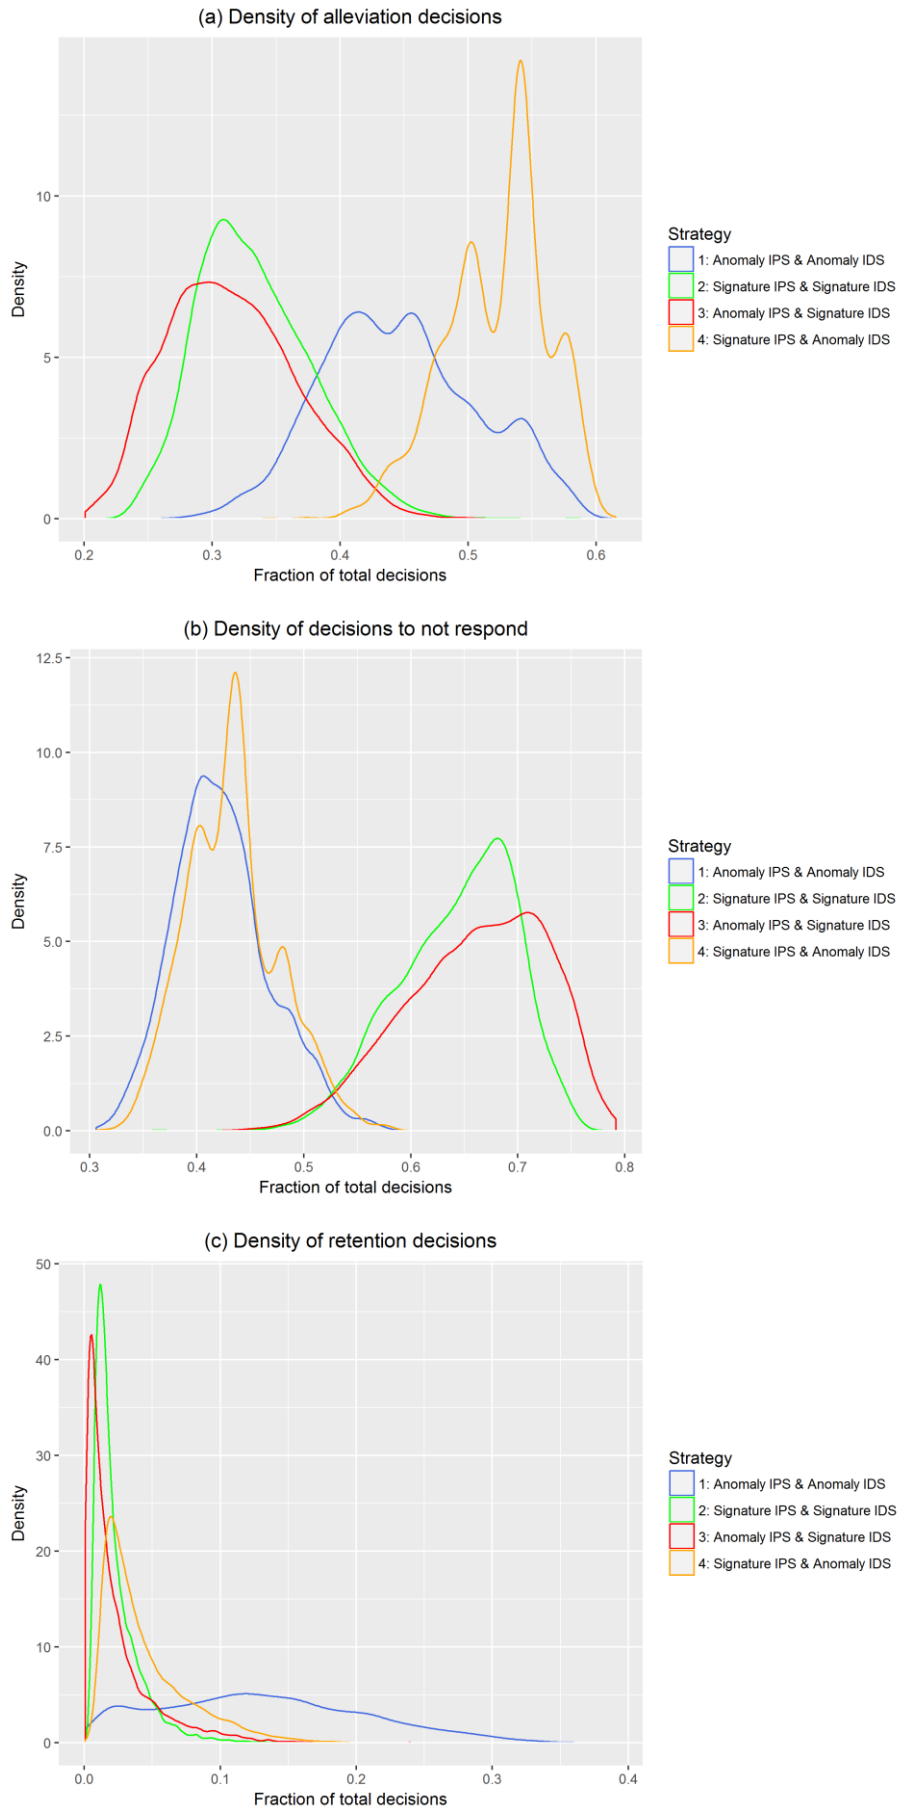 (a) Density of alleviation decisions
10
5
0
Density
0.2 0.3 0.4 0.5 0.6
Fraction of total decisions
Strategy
1: Anomaly IPS & Anomaly IDS
2: Signature IPS & Signature IDS
3: Anomaly IPS & Signature IDS
4: Signature IPS & Anomaly IDS
(b) Density of decisions to not respond
12.5
10.0
7.5
5.0
2.5
0.0
Density
0.3 0.4 0.5 0.6 0.7 0.8
Fraction of total decisions
Strategy
1: Anomaly IPS & Anomaly IDS
2: Signature IPS & Signature IDS
3: Anomaly IPS & Signature IDS
4: Signature IPS & Anomaly IDS
(c) Density of retention decisions
50
40
30
20
10
0
Density
0.0 0.1 0.2 0.3 0.4
Fraction of total decisions
Strategy
1: Anomaly IPS & Anomaly IDS
2: Signature IPS & Signature IDS
3: Anomaly IPS & Signature IDS
4: Signature IPS & Anomaly IDS